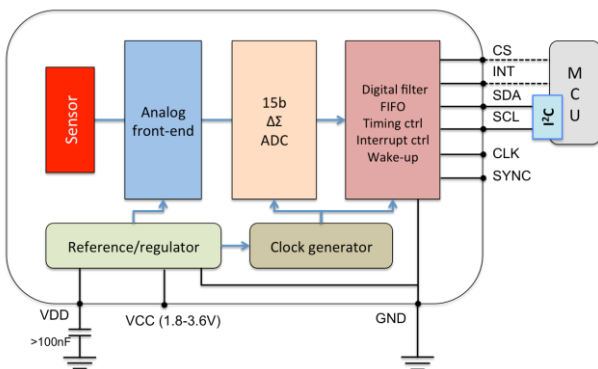 Sensor
Analog
front-end
15b
ΔΣ
ADC
Digital filter
FIFO
Timing ctrl
Interrupt ctrl
Wake-up
CS
INT
SDA
SCL
CLK
SYNC
I²C
M
C
U
Reference/regulator
Clock generator
VDD
>100nF
VCC (1.8-3.6V)
GND